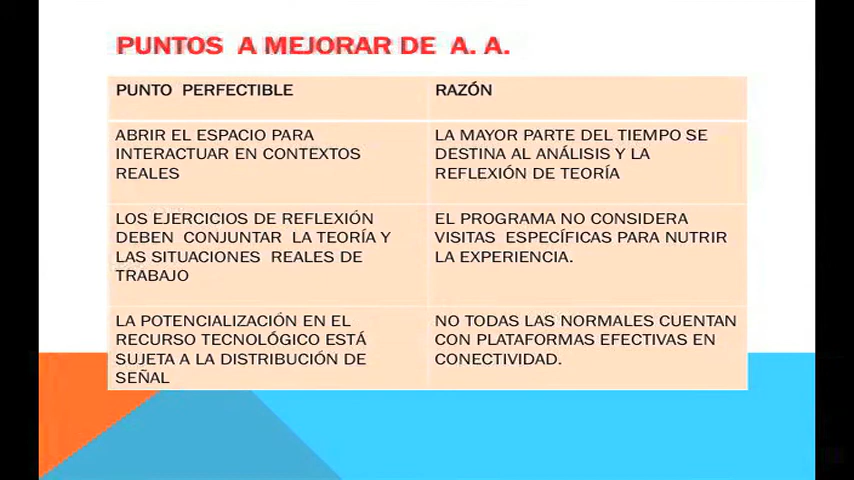 PUNTOS A MEJORAR DE A. A.
PUNTO PERFECTIBLE
RAZÓN
ABRIR EL ESPACIO PARA
INTERACTUAR EN CONTEXTOS
REALES
LA MAYOR PARTE DEL TIEMPO SE
DESTINA AL ANÁLISIS Y LA
REFLEXIÓN DE TEORÍA
LOS EJERCICIOS DE REFLEXIÓN
DEBEN CONJUNTAR LA TEORÍA Y
LAS SITUACIONES REALES DE
TRABAJO
EL PROGRAMA NO CONSIDERA
VISITAS ESPECÍFICAS PARA NUTRIR
LA EXPERIENCIA.
LA POTENCIALIZACIÓN EN EL
RECURSO TECNOLÓGICO ESTÁ
SUJETA A LA DISTRIBUCIÓN DE
SEÑAL
NO TODAS LAS NORMALES CUENTAN
CON PLATAFORMAS EFECTIVAS EN
CONECTIVIDAD.